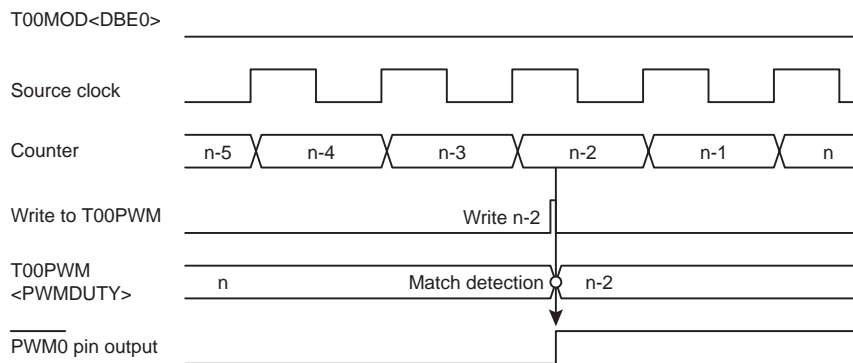 T00MOD<DBE0>
Source clock
Counter
n-5 n-4 n-3 n-2 n-1 n
Write to T00PWM
Write n-2
T00PWM
<PWMDUTY>
n Match detection n-2
PWM0 pin output